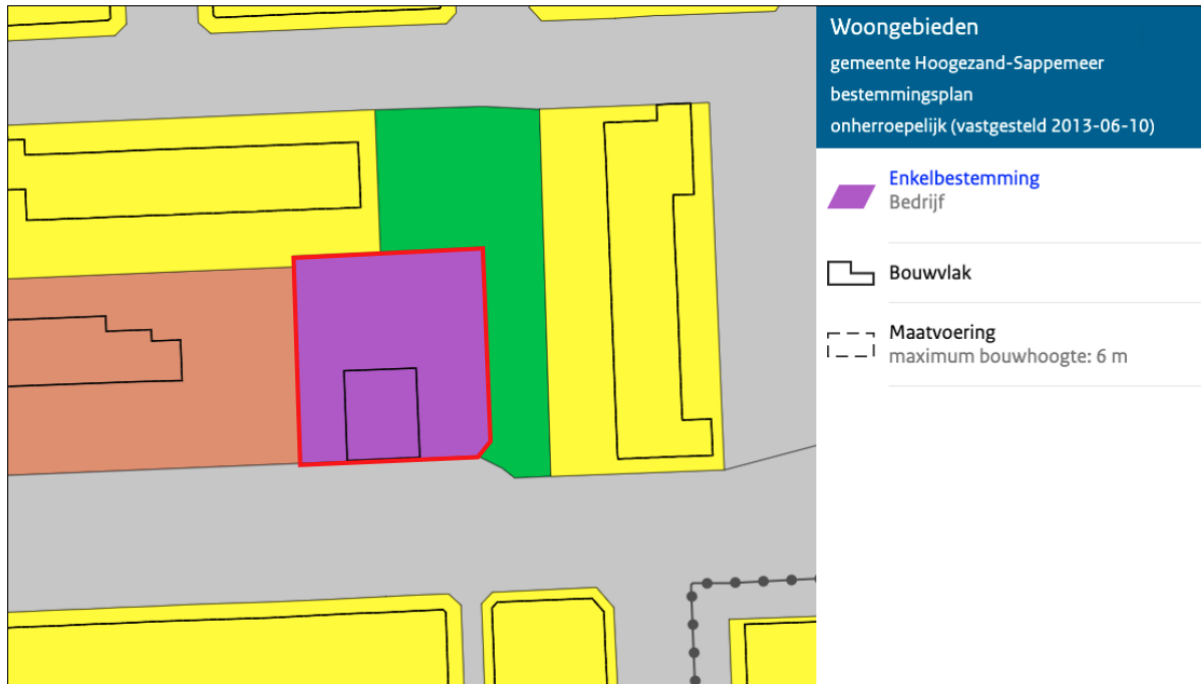 Woongebieden
gemeente Hoogezand-Sappemeer
bestemmingsplan
onherroepelijk (vastgesteld 2013-06-10)
Enkelbestemming
Bedrijf
Bouwvlak
Maatvoering
maximum bouwhoogte: 6 m